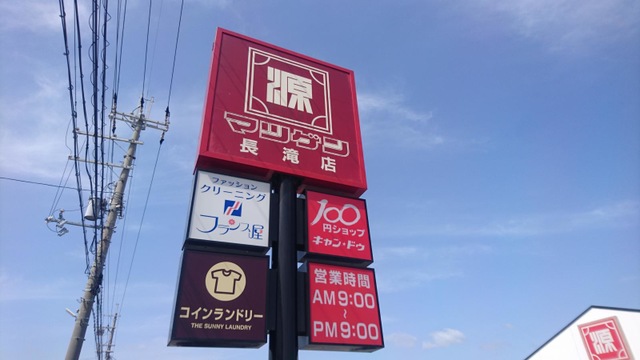 源
マツゲン
長滝店
ファッション
クリーニング
フランス屋
100
円ショップ
キャン・ドゥ
コインランドリー
THE SUNNY LAUNDRY
営業時間
AM9:00
~
PM9:00
源